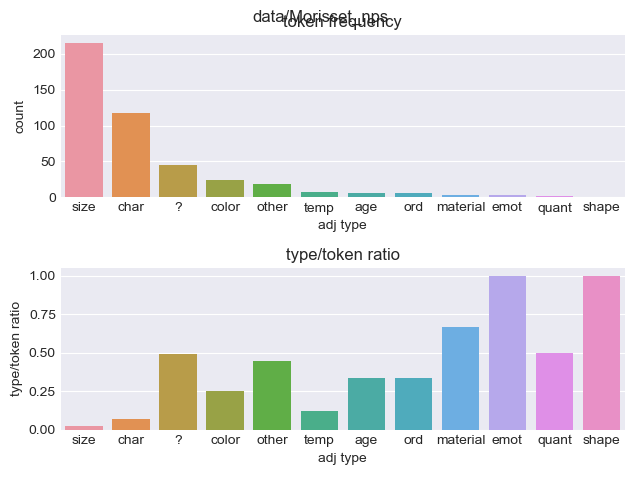 data/Morisset_nps
token frequency
200
150
100
50
0
count
size char ? color other temp age ord material emot quant shape
adj type
type/token ratio
1.00
0.75
0.50
0.25
0.00
type/token ratio
size char ? color other temp age ord material emot quant shape
adj type